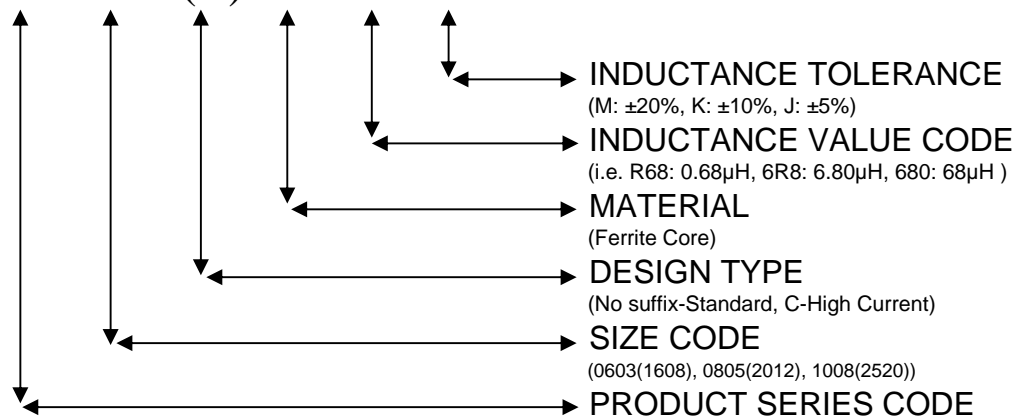 INDUCTANCE TOLERANCE
(M: ±20%, K: ±10%, J: ±5%)
INDUCTANCE VALUE CODE
(i.e. R68: 0.68µH, 6R8: 6.80µH, 680: 68µH )
MATERIAL
(Ferrite Core)
DESIGN TYPE
(No suffix-Standard, C-High Current)
SIZE CODE
(0603(1608), 0805(2012), 1008(2520))
PRODUCT SERIES CODE